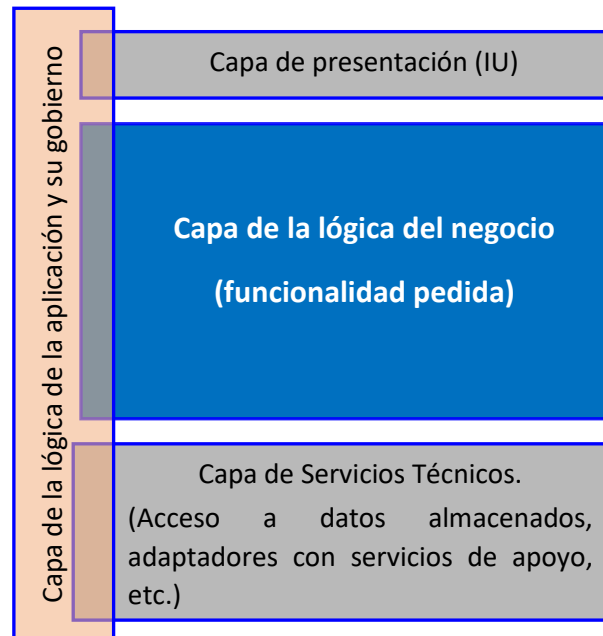 Capa de la lógica de la aplicación y su gobierno
Capa de presentación (IU)
Capa de la lógica del negocio
(funcionalidad pedida)
Capa de Servicios Técnicos.
(Acceso a datos almacenados,
adaptadores con servicios de apoyo,
etc.)